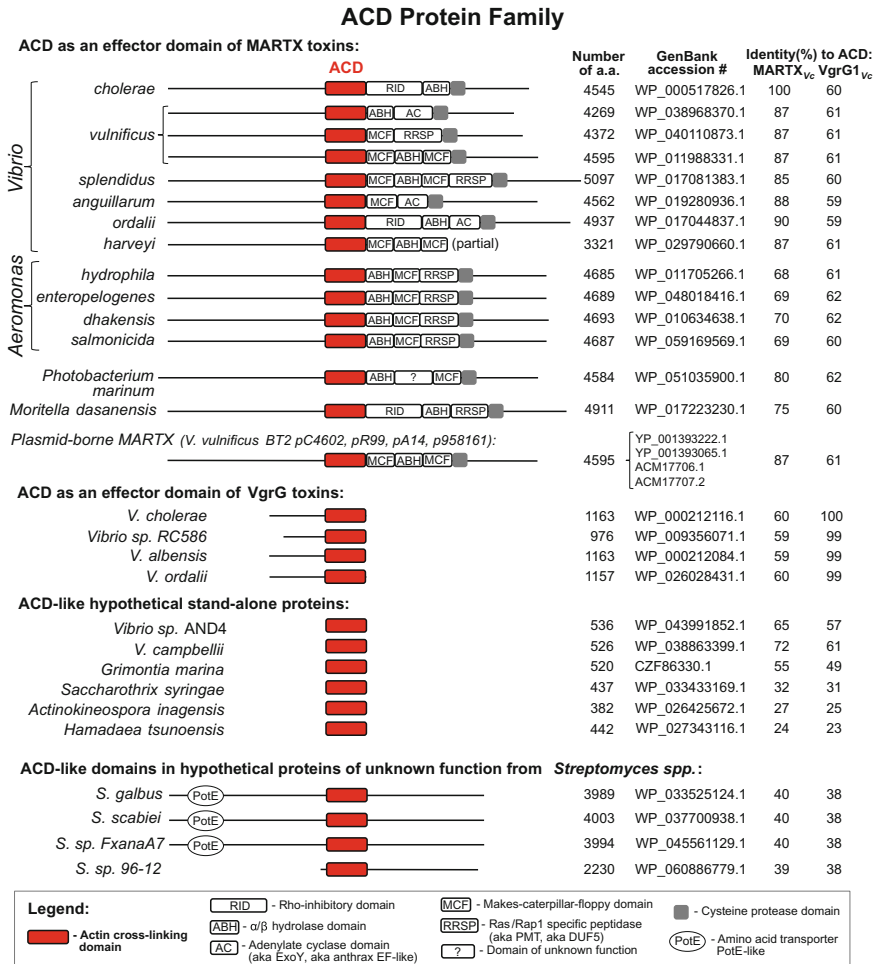 ACD Protein Family
ACD as an effector domain of MARTX toxins:
ACD
Number of a.a.
GenBank accession #
Identity(%) to ACD:
MARTXVc VgrG1Vc
Vibrio
cholerae RID ABH 4545 WP_000517826.1 100 60
vulnificus
ABH AC 4269 WP_038968370.1 87 61
MCF RRSP 4372 WP_040110873.1 87 61
MCF ABH MCF 4595 WP_011988331.1 87 61
splendidus MCF ABH MCF RRSP 5097 WP_017081383.1 85 60
anguillarum MCF AC 4562 WP_019280936.1 88 59
ordalii RID ABH AC 4937 WP_017044837.1 90 59
harveyi MCF ABH MCF (partial) 3321 WP_029790660.1 87 61
Aeromonas
hydrophila ABH MCF RRSP 4685 WP_011705266.1 68 61
enteropelogenes ABH MCF RRSP 4689 WP_048018416.1 69 62
dhakensis ABH MCF RRSP 4693 WP_010634638.1 70 62
salmonicida ABH MCF RRSP 4687 WP_059169569.1 69 60
Photobacterium marinum ABH ? MCF 4584 WP_051035900.1 80 62
Moritella dasanensis RID ABH RRSP 4911 WP_017223230.1 75 60
Plasmid-borne MARTX (V. vulnificus BT2 pC4602, pR99, pA14, p958161):
MCF ABH MCF 4595
YP_001393222.1
YP_001393065.1
ACM17706.1
ACM17707.2
87 61
ACD as an effector domain of VgrG toxins:
V. cholerae 1163 WP_000212116.1 60 100
Vibrio sp. RC586 976 WP_009356071.1 59 99
V. albensis 1163 WP_000212084.1 59 99
V. ordalii 1157 WP_026028431.1 60 99
ACD-like hypothetical stand-alone proteins:
Vibrio sp. AND4 536 WP_043991852.1 65 57
V. campbellii 526 WP_038863399.1 72 61
Grimontia marina 520 CZF86330.1 55 49
Saccharothrix syringae 437 WP_033433169.1 32 31
Actinokineospora inagensis 382 WP_026425672.1 27 25
Hamadaea tsunoensis 442 WP_027343116.1 24 23
ACD-like domains in hypothetical proteins of unknown function from Streptomyces spp.:
S. galbus PotE 3989 WP_033525124.1 40 38
S. scabiei PotE 4003 WP_037700938.1 40 38
S. sp. FxanaA7 PotE 3994 WP_045561129.1 40 38
S. sp. 96-12 2230 WP_060886779.1 39 38
Legend:
- Actin cross-linking domain
RID - Rho-inhibitory domain
ABH - α/β hydrolase domain
AC - Adenylate cyclase domain
(aka ExoY, aka anthrax EF-like)
MCF - Makes-caterpillar-floppy domain
RRSP - Ras/Rap1 specific peptidase
(aka PMT, aka DUF5)
? - Domain of unknown function
- Cysteine protease domain
PotE - Amino acid transporter
PotE-like